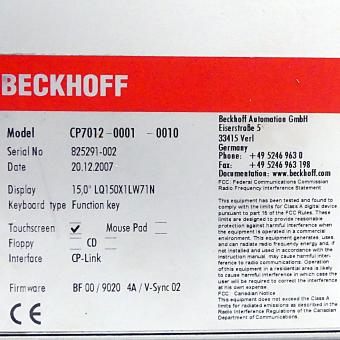 BECKHOFF
Model CP7012-0001 -0010
Serial No 825291-002
Date 20.12.2007
Display 15,0" LQ150X1LW71N
Keyboard type Function key
Touchscreen ✓ Mouse Pad
Floppy CD
Interface CP-Link
Firmware BF 00 / 9020 4A / V-Sync 02
CE
Beckhoff Automation GmbH
Eiserstraße 5
33415 Verl
Germany
Phone: +49 5246 963 0
Fax: +49 5246 963 198
Documentation: www.beckhoff.com
FCC: Federal Communications Commission
Radio Frequency Interference Statement
This equipment has been tested and found to
comply with the limits for Class A digital device
pursuant to part 15 of the FCC Rules. These
limits are designed to provide reasonable
protection against harmful interference when
the equipment is operated in a commercial
environment. This equipment generates, uses,
and can radiate radio frequency energy and, if
not installed and used in accordance with the
instruction manual, may cause harmful inter-
ference to radio communications. Operation
of this equipment in a residential area is likely
to cause harmful interference in which case the
user will be required to correct the interference
at his own expense.
FCC: Canadian Notice
This equipment does not exceed the Class A
limits for radiated emissions as described in the
Radio Interference Regulations of the Canadian
Department of Communications.